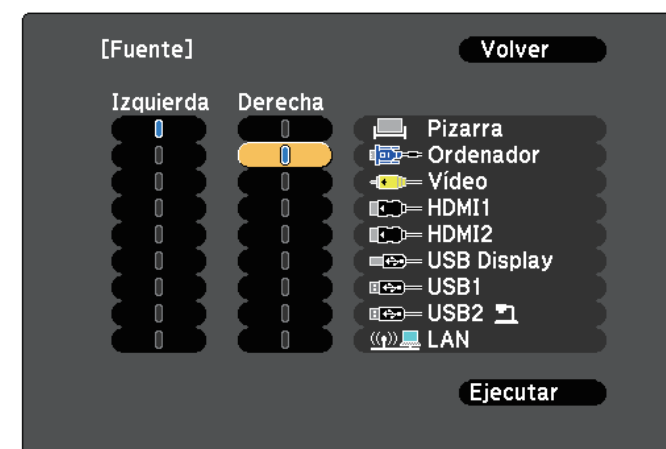 [Fuente]
Volver
Izquierda Derecha
Pizarra
Ordenador
Vídeo
HDMI1
HDMI2
USB Display
USB1
USB2
LAN
Ejecutar